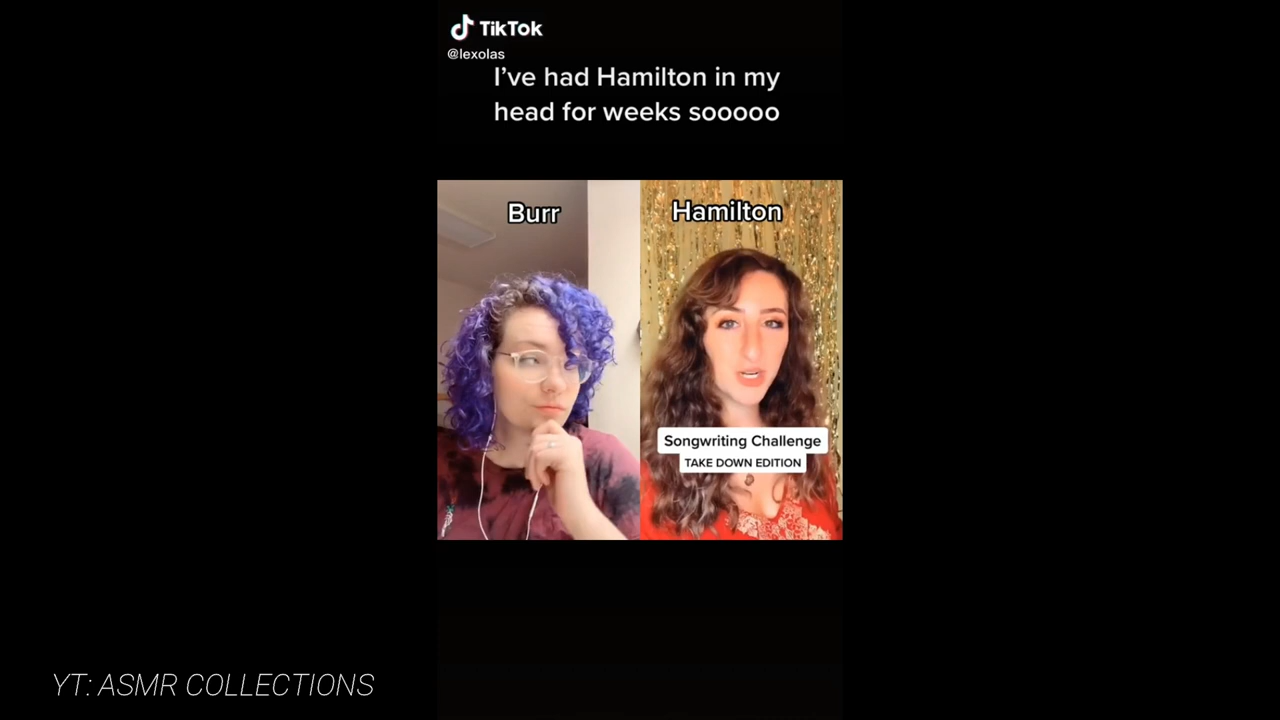 TikTok
@lexolas
I've had Hamilton in my
head for weeks sooooo
Burr
Hamilton
Songwriting Challenge
TAKE DOWN EDITION
YT: ASMR COLLECTIONS